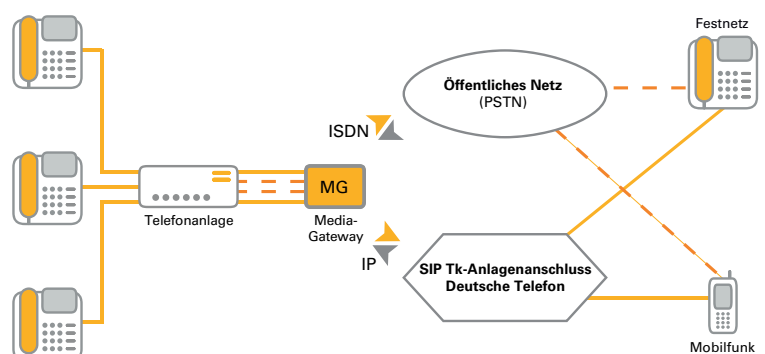 Festnetz
Öffentliches Netz
(PSTN)
ISDN
MG
Telefonanlage
Media-
Gateway
IP
SIP Tk-Anlagenanschluss
Deutsche Telefon
Mobilfunk